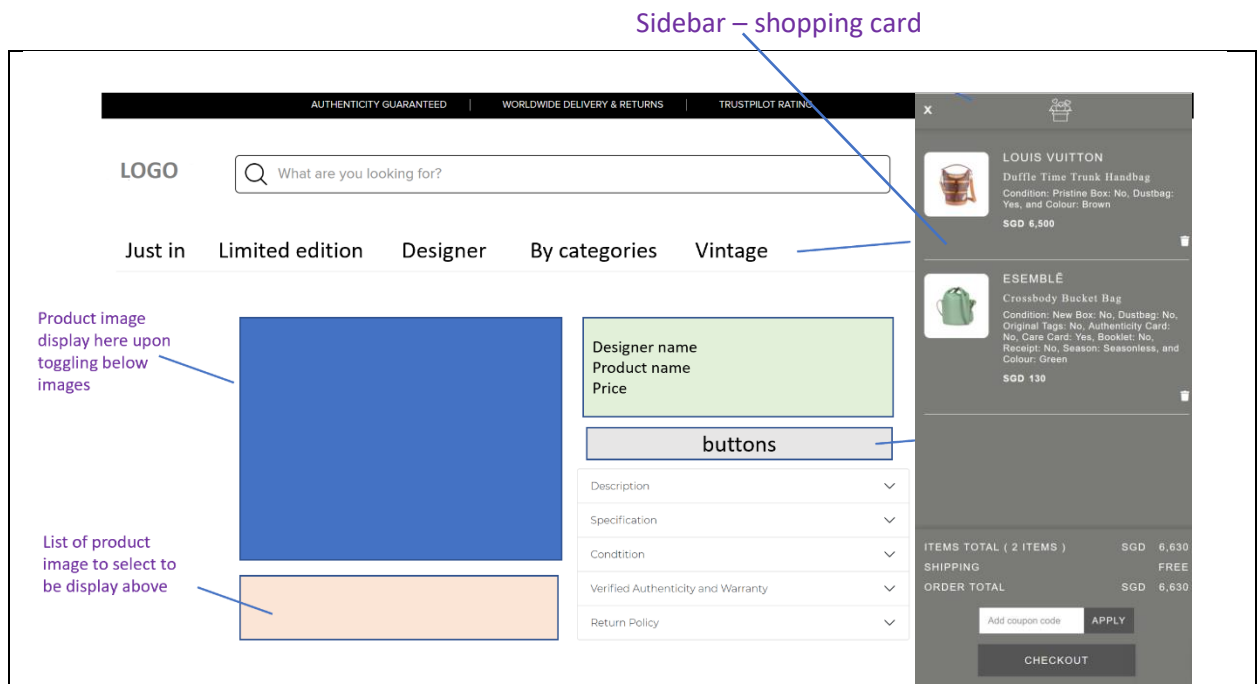 Sidebar – shopping card
AUTHENTICITY GUARANTEED | WORLDWIDE DELIVERY & RETURNS | TRUSTPILOT RATING
LOGO
What are you looking for?
Just in Limited edition Designer By categories Vintage
Product image
display here upon
toggling below
images
List of product
image to select to
be display above
Designer name
Product name
Price
buttons
Description
Specification
Condtition
Verified Authenticity and Warranty
Return Policy
x
LOUIS VUITTON
Duffle Time Trunk Handbag
Condition: Pristine Box: No, Dustbag:
Yes, and Colour: Brown
SGD 6,500
ESEMBLĒ
Crossbody Bucket Bag
Condition: New Box: No, Dustbag: No,
Original Tags: No, Authenticity Card:
No, Care Card: Yes, Booklet: No,
Receipt: No, Season: Seasonless, and
Colour: Green
SGD 130
ITEMS TOTAL ( 2 ITEMS ) SGD 6,630
SHIPPING FREE
ORDER TOTAL SGD 6,630
Add coupon code APPLY
CHECKOUT